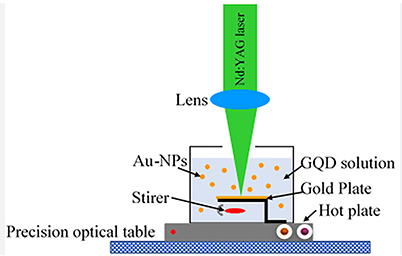 Nd:YAG laser
Lens
Au-NPs
GQD solution
Gold Plate
Stirer
Hot plate
Precision optical table